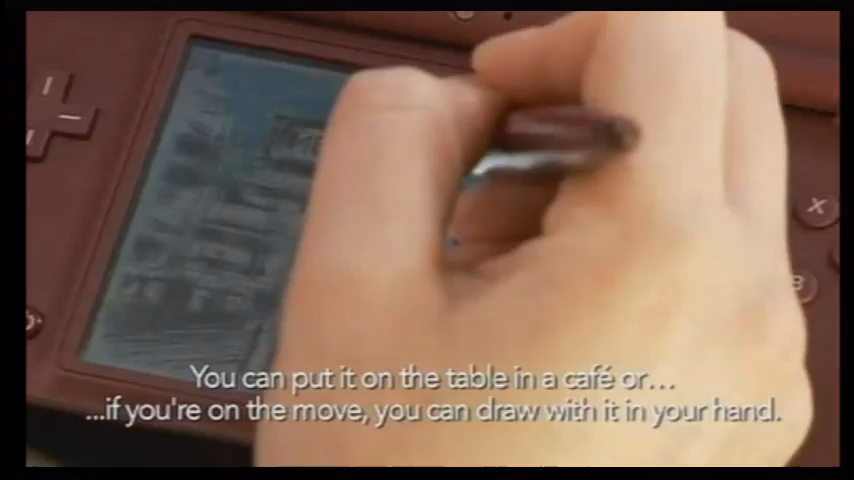 You can put it on the table in a café or...
...if you're on the move, you can draw with it in your hand.
X
B